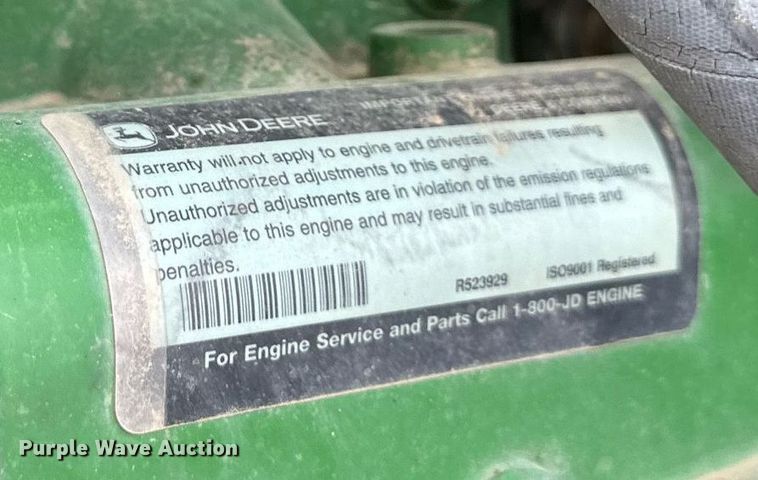 JOHN DEERE
Warranty will not apply to engine and drivetrain failures resulting
from unauthorized adjustments to this engine.
Unauthorized adjustments are in violation of the emission regulations
applicable to this engine and may result in substantial fines and
penalties.
R523929 ISO9001 Registered
For Engine Service and Parts Call 1-800-JD ENGINE
Purple Wave Auction